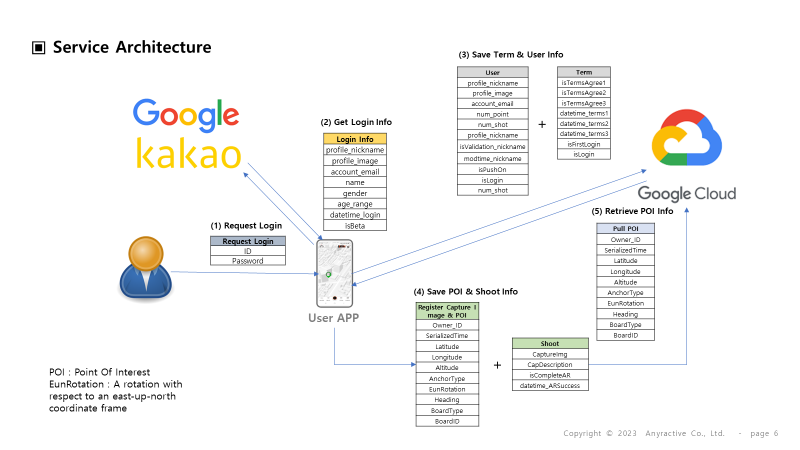 ▣ Service Architecture
Google
kakao
(1) Request Login
Request Login
ID
Password
(2) Get Login Info
Login Info
profile_nickname
profile_image
account_email
name
gender
age_range
datetime_login
isBeta
User APP
(3) Save Term & User Info
User
profile_nickname
profile_image
account_email
num_point
num_shot
profile_nickname
isValidation_nickname
modtime_nickname
isPushOn
isLogin
num_shot
+
Term
isTermsAgree1
isTermsAgree2
isTermsAgree3
datetime_terms1
datetime_terms2
datetime_terms3
isFirstLogin
isLogin
Google Cloud
(4) Save POI & Shoot Info
Register Capture I
mage & POI
Owner_ID
SerializedTime
Latitude
Longitude
Altitude
AnchorType
EunRotation
Heading
BoardType
BoardID
+
Shoot
CaptureImg
CapDescription
isCompleteAR
datetime_ARSuccess
(5) Retrieve POI Info
Pull POI
Owner_ID
SerializedTime
Latitude
Longitude
Altitude
AnchorType
EunRotation
Heading
BoardType
BoardID
POI : Point Of Interest
EunRotation : A rotation with
respect to an east-up-north
coordinate frame
Copyright © 2023 Anyractive Co., Ltd. - page 6